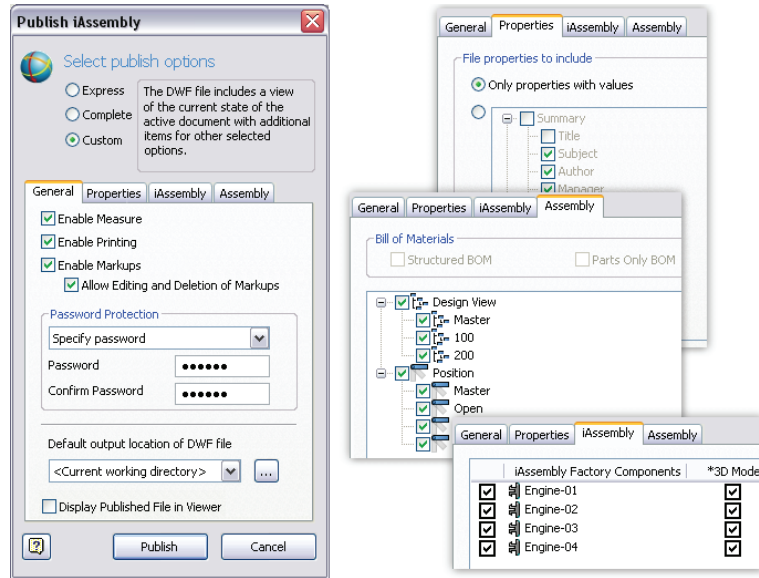 Publish iAssembly
Select publish options
Express
Complete
Custom
The DWF file includes a view
of the current state of the
active document with additional
items for other selected
options.
General Properties iAssembly Assembly
Enable Measure
Enable Printing
Enable Markups
Allow Editing and Deletion of Markups
Password Protection
Specify password
Password ●●●●●●
Confirm Password ●●●●●●
Default output location of DWF file
<Current working directory> ...
Display Published File in Viewer
? Publish Cancel
General Properties iAssembly Assembly
File properties to include
Only properties with values
Summary
Title
Subject
Author
Manager
General Properties iAssembly Assembly
Bill of Materials
Structured BOM Parts Only BOM
Design View
Master
100
200
Position
Master
Open
General Properties iAssembly Assembly
iAssembly Factory Components *3D Mode
Engine-01
Engine-02
Engine-03
Engine-04